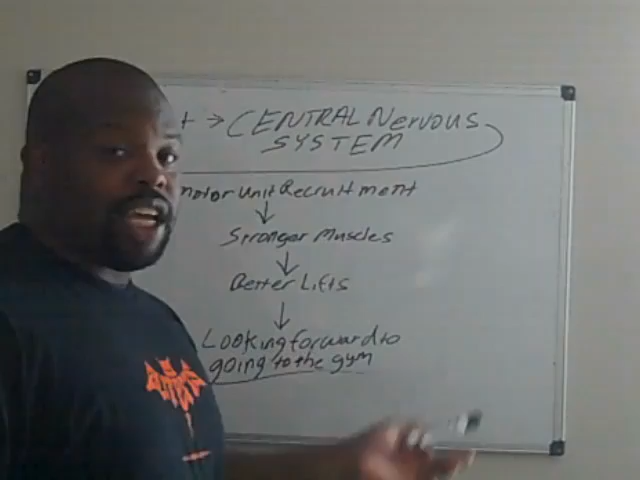 + → CENTRAL Nervous
SYSTEM
motor unit Recruitment
↓
Stronger Muscles
↓
Better Lifts
↓
Looking forward to
going to the gym